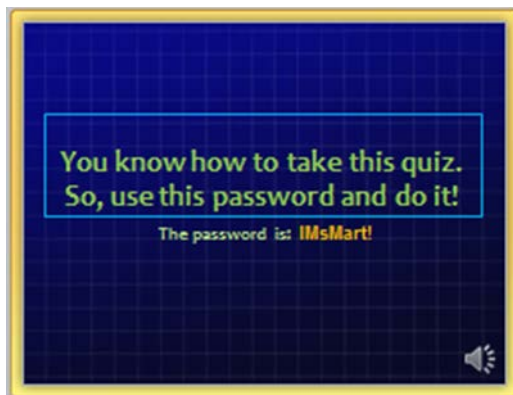 You know how to take this quiz.
So, use this password and do it!
The password is: IMsMart!